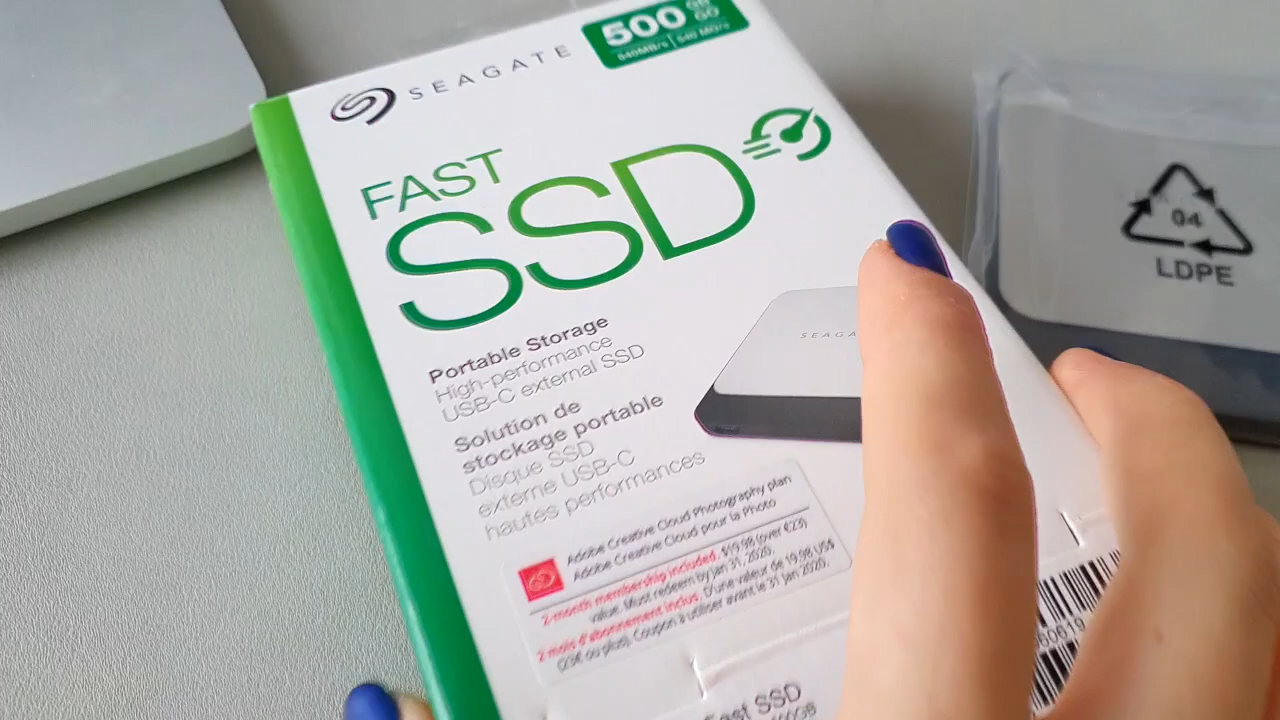 SEAGATE
500 GB GO
540MB/s | 540 MO/s
FAST
SSD
Portable Storage
High-performance
USB-C external SSD
Solution de
stockage portable
Disque SSD
externe USB-C
hautes performances
SEAGA
Adobe Creative Cloud Photography plan
Adobe Creative Cloud pour la Photo
2-month membership included. $19.98 (over €23)
value. Must redeem by jan 31, 2020.
2 mois d'abonnement inclus. D'une valeur de 19,98 US$
(23€ ou plus). Coupon à utiliser avant le 31 jan 2020.
Fast SSD
04
LDPE
60619